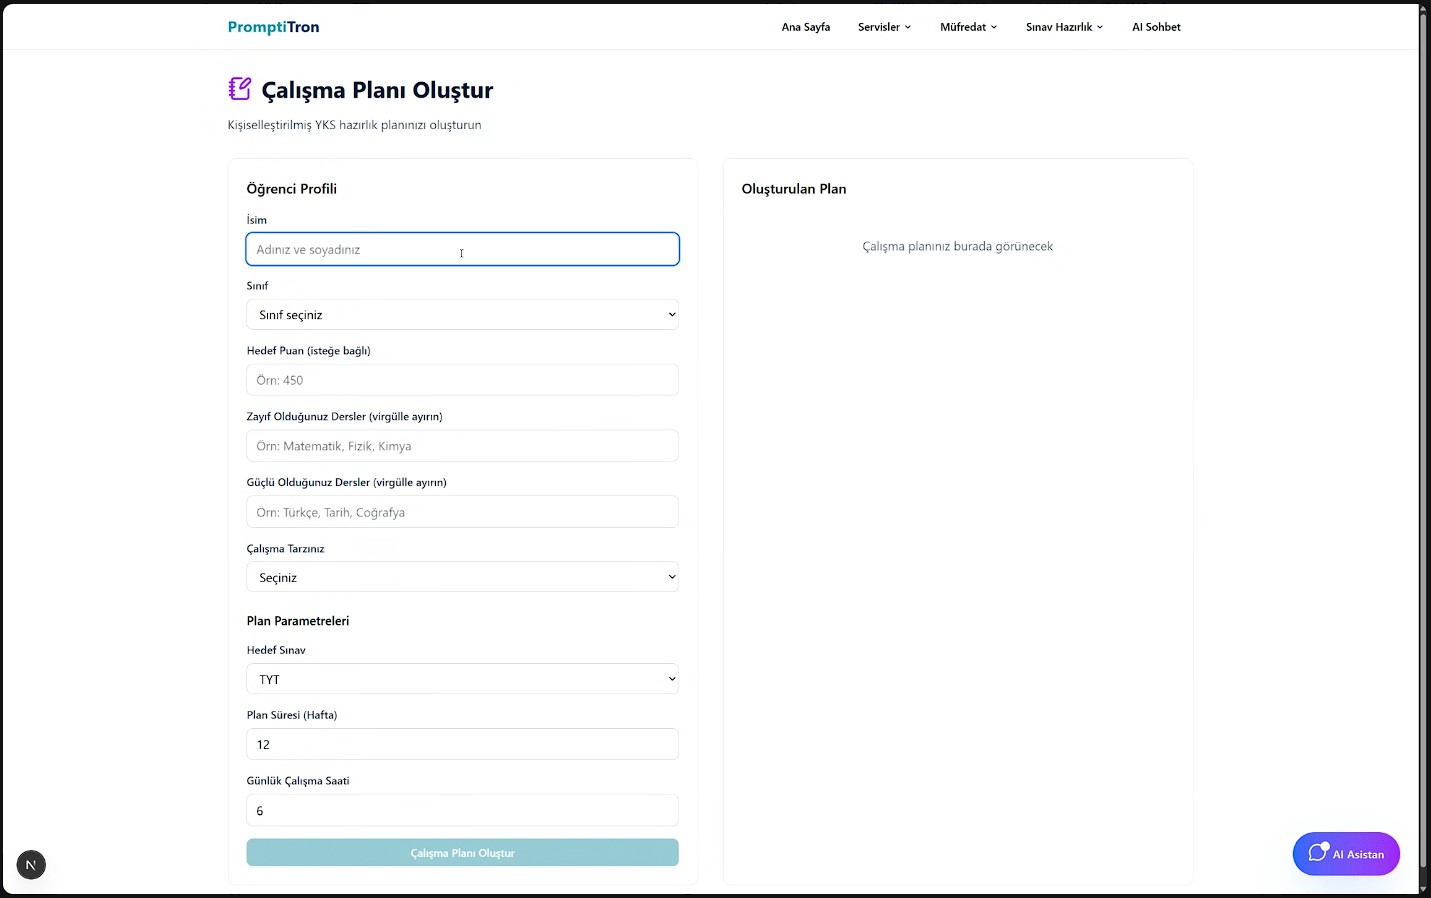 PromptiTron
Ana Sayfa
Servisler
Müfredat
Sınav Hazırlık
AI Sohbet
Çalışma Planı Oluştur
Kişiselleştirilmiş YKS hazırlık planınızı oluşturun
Öğrenci Profili
İsim
Adınız ve soyadınız
Sınıf
Sınıf seçiniz
Hedef Puan (isteğe bağlı)
Örn: 450
Zayıf Olduğunuz Dersler (virgülle ayırın)
Örn: Matematik, Fizik, Kimya
Güçlü Olduğunuz Dersler (virgülle ayırın)
Örn: Türkçe, Tarih, Coğrafya
Çalışma Tarzınız
Seçiniz
Plan Parametreleri
Hedef Sınav
TYT
Plan Süresi (Hafta)
12
Günlük Çalışma Saati
6
Çalışma Planı Oluştur
Oluşturulan Plan
Çalışma planınız burada görünecek
N
AI Asistan